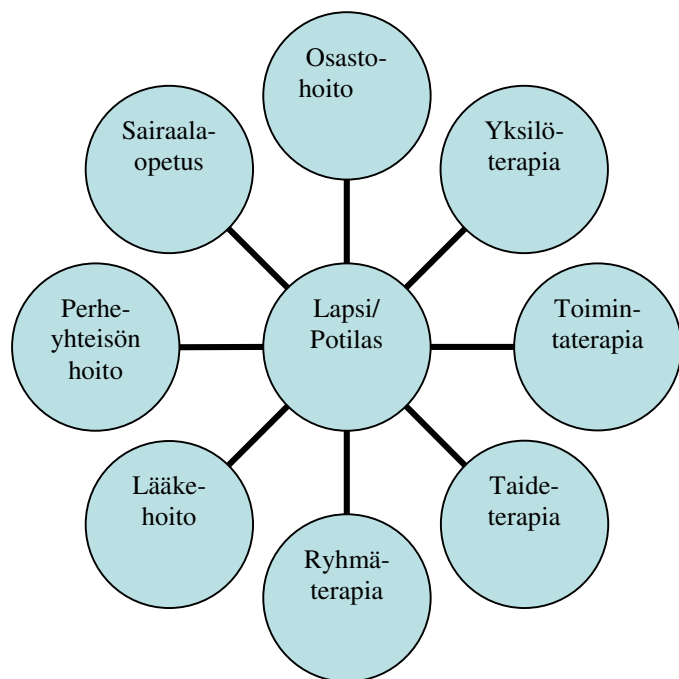 Osasto-
hoito
Sairaala-
opetus
Yksilö-
terapia
Perhe-
yhteisön
hoito
Lapsi/
Potilas
Toimin-
taterapia
Lääke-
hoito
Taide-
terapia
Ryhmä-
terapia